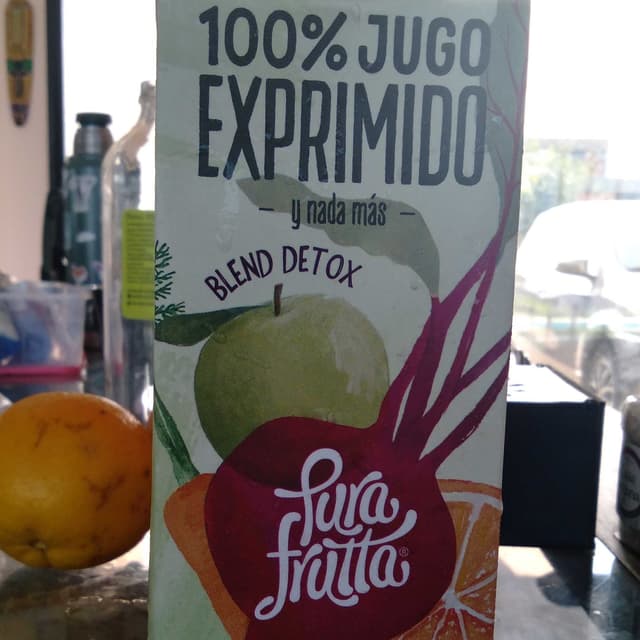 100% JUGO
EXPRIMIDO
- y nada más -
BLEND DETOX
Pura
frutta®